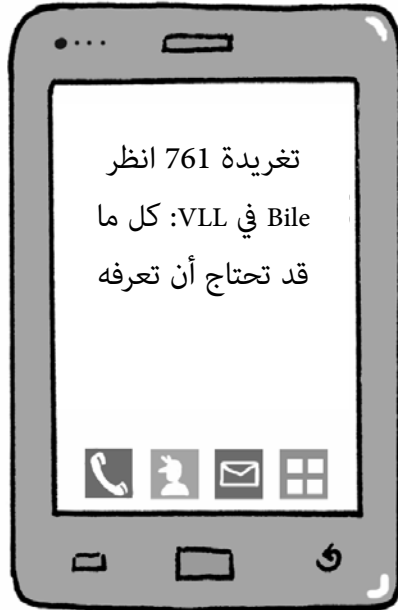 تغريدة 761 انظر
Bile في VLL: كل ما
قد تحتاج أن تعرفه